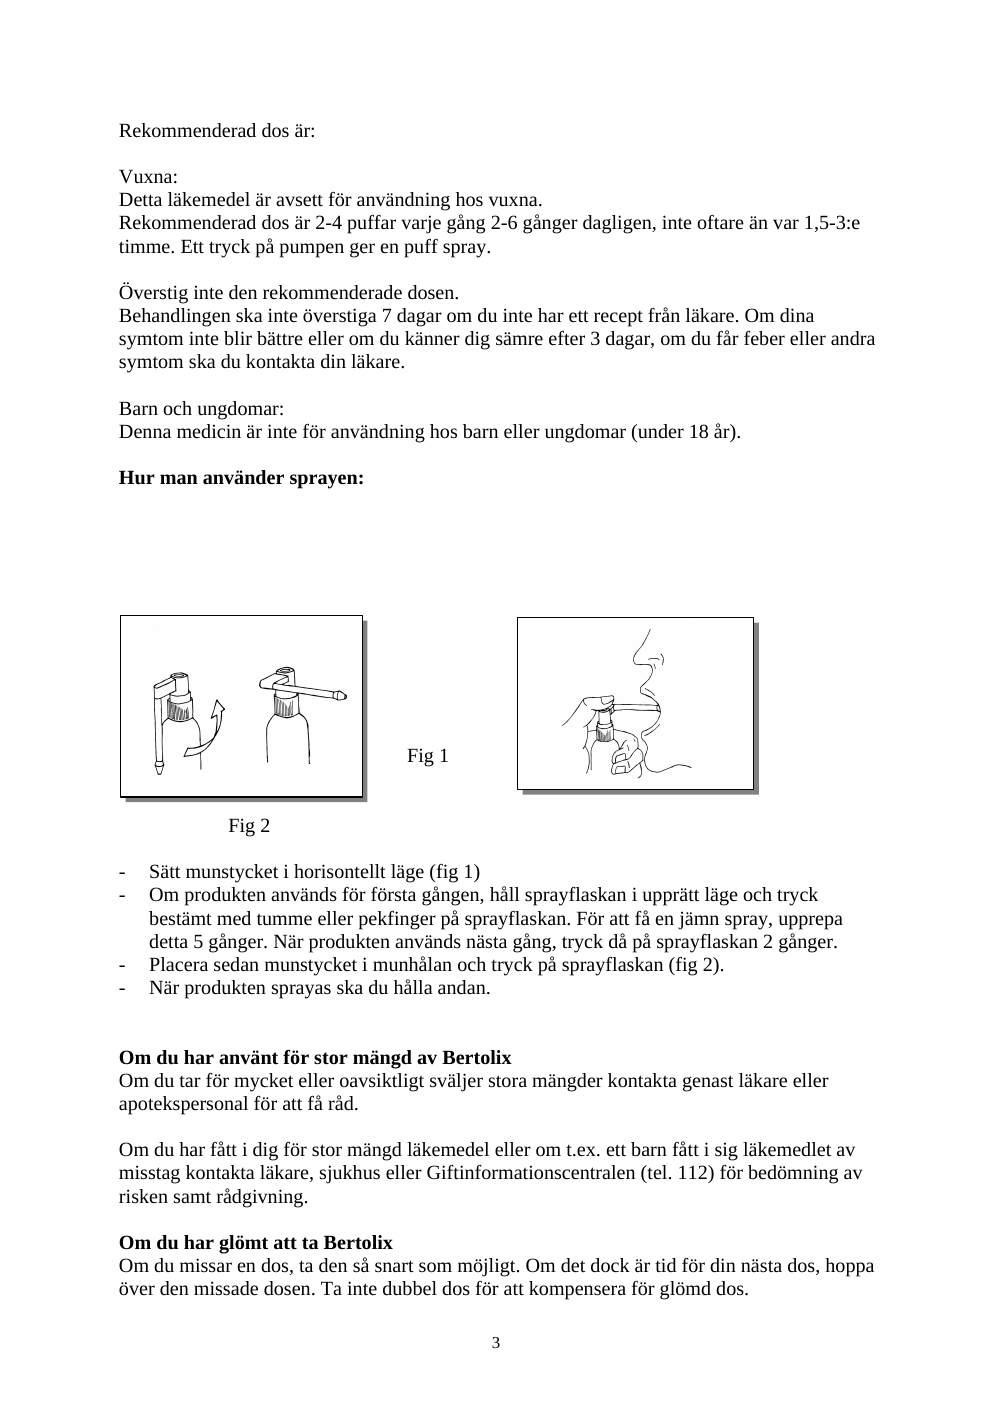 Rekommenderad dos är:
Vuxna:
Detta läkemedel är avsett för användning hos vuxna.
Rekommenderad dos är 2-4 puffar varje gång 2-6 gånger dagligen, inte oftare än var 1,5-3:e
timme. Ett tryck på pumpen ger en puff spray.
Överstig inte den rekommenderade dosen.
Behandlingen ska inte överstiga 7 dagar om du inte har ett recept från läkare. Om dina
symtom inte blir bättre eller om du känner dig sämre efter 3 dagar, om du får feber eller andra
symtom ska du kontakta din läkare.
Barn och ungdomar:
Denna medicin är inte för användning hos barn eller ungdomar (under 18 år).
Hur man använder sprayen:
Fig 1
Fig 2
- Sätt munstycket i horisontellt läge (fig 1)
- Om produkten används för första gången, håll sprayflaskan i upprätt läge och tryck
bestämt med tumme eller pekfinger på sprayflaskan. För att få en jämn spray, upprepa
detta 5 gånger. När produkten används nästa gång, tryck då på sprayflaskan 2 gånger.
- Placera sedan munstycket i munhålan och tryck på sprayflaskan (fig 2).
- När produkten sprayas ska du hålla andan.
Om du har använt för stor mängd av Bertolix
Om du tar för mycket eller oavsiktligt sväljer stora mängder kontakta genast läkare eller
apotekspersonal för att få råd.
Om du har fått i dig för stor mängd läkemedel eller om t.ex. ett barn fått i sig läkemedlet av
misstag kontakta läkare, sjukhus eller Giftinformationscentralen (tel. 112) för bedömning av
risken samt rådgivning.
Om du har glömt att ta Bertolix
Om du missar en dos, ta den så snart som möjligt. Om det dock är tid för din nästa dos, hoppa
över den missade dosen. Ta inte dubbel dos för att kompensera för glömd dos.
3